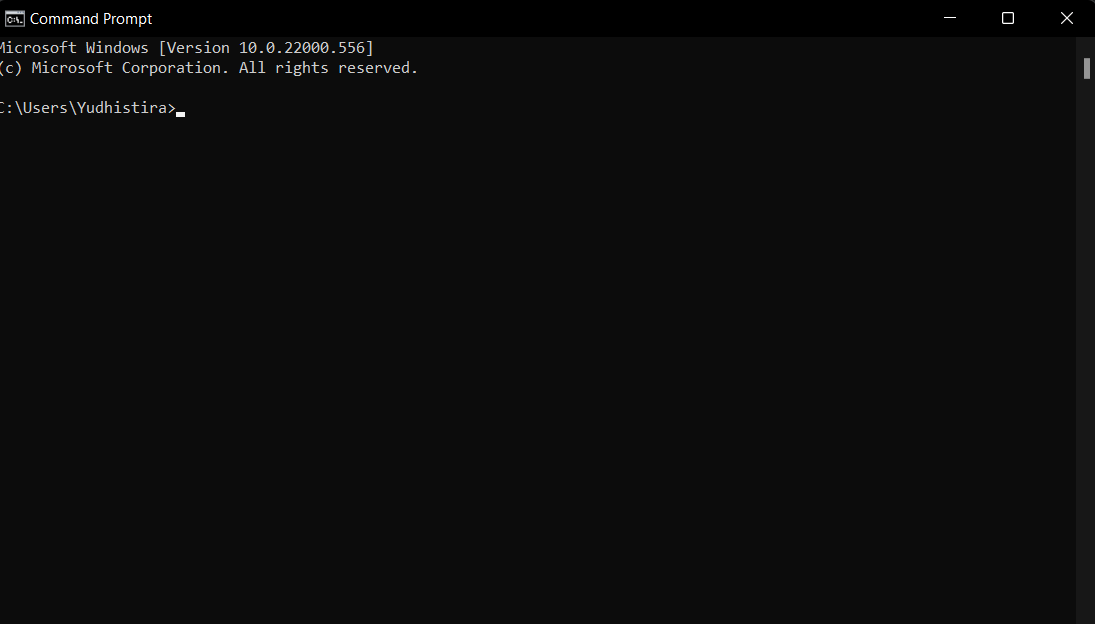 Command Prompt
Microsoft Windows [Version 10.0.22000.556]
(c) Microsoft Corporation. All rights reserved.
C:\Users\Yudhistira>